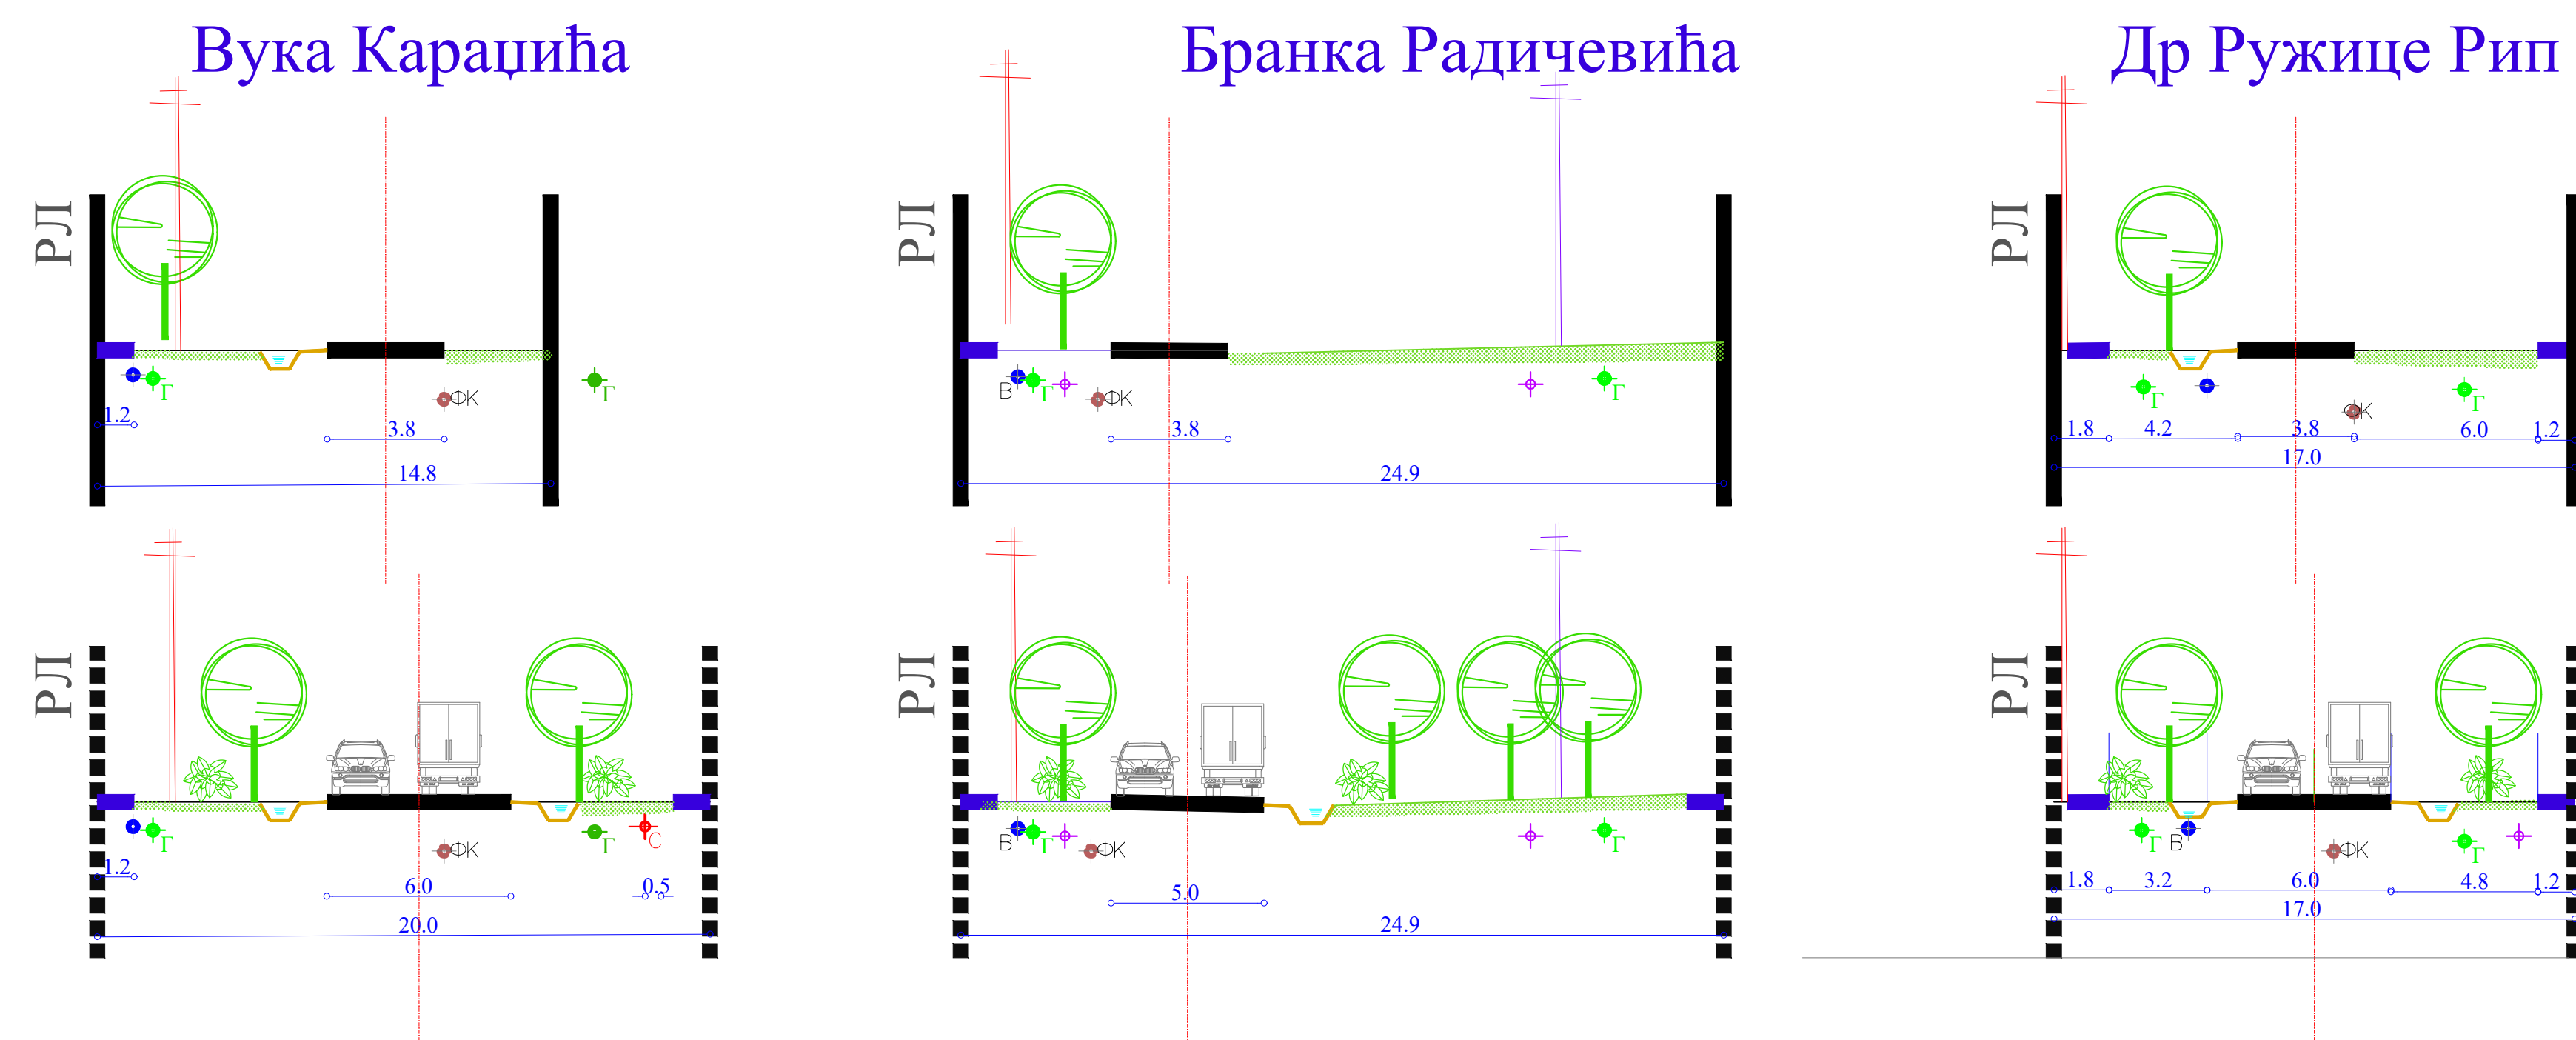 Вука Караџића
РЛ
Г
ФК
Г
1.2
3.8
14.8
РЛ
Г
ФК
Г
С
1.2
6.0
0.5
20.0
Бранка Радичевића
РЛ
В
Г
ФК
Г
3.8
24.9
РЛ
В
Г
ФК
Г
5.0
24.9
Др Ружице Рип
РЛ
Г
ФК
Г
1.8
4.2
3.8
6.0
1.2
17.0
РЛ
Г
В
ФК
Г
1.8
3.2
6.0
4.8
1.2
17.0